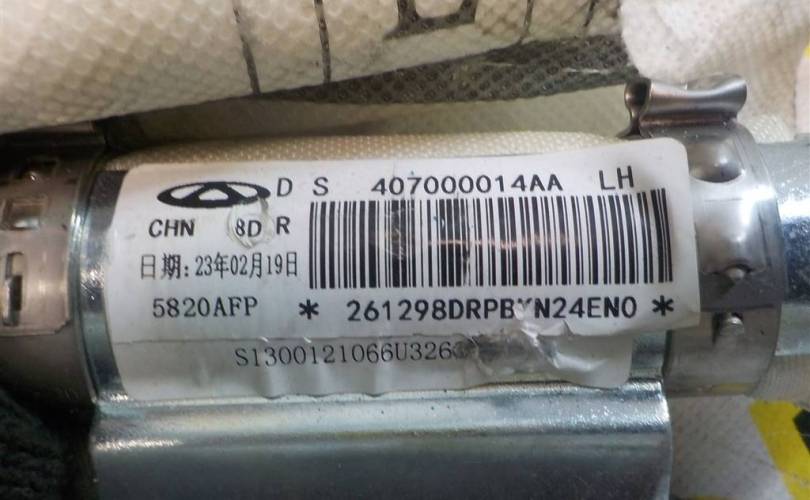 D S 407000014AA LH
CHN 8D R
日期:23年02月19日
5820AFP * 261298DRPBYN24EN0 *
S1300121066U326